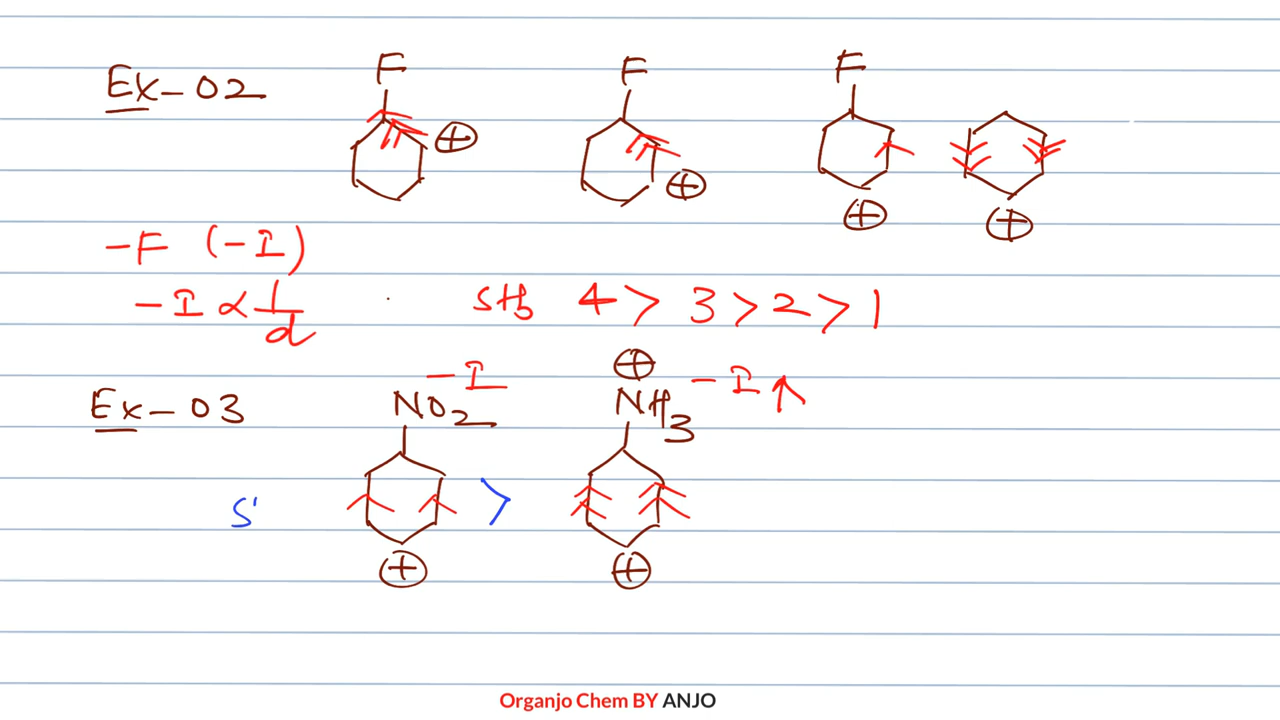 Ex-02 F F F
⊕ ⊕ ⊕ ⊕
-F (-I)
-I ∝ 1/d Stb 4 > 3 > 2 > 1
⊕
Ex-03 NO2 -I NH3 -I↑
S' >
⊕ ⊕
Organjo Chem BY ANJO